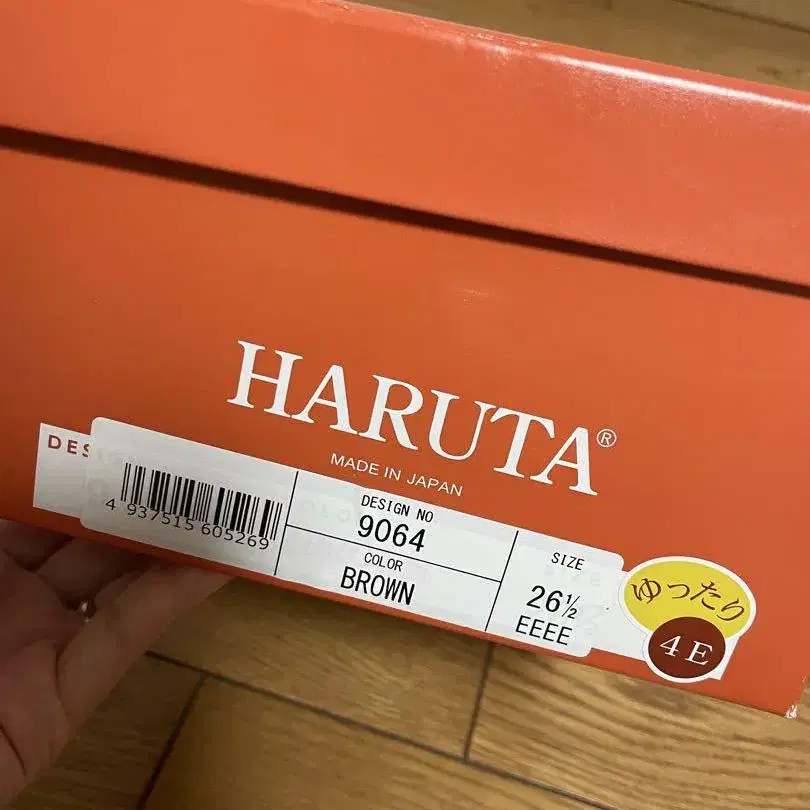 HARUTA®
MADE IN JAPAN
DES
4 937515 605269
DESIGN NO
9064
COLOR
BROWN
SIZE
26½
EEEE
ゆったり
4E